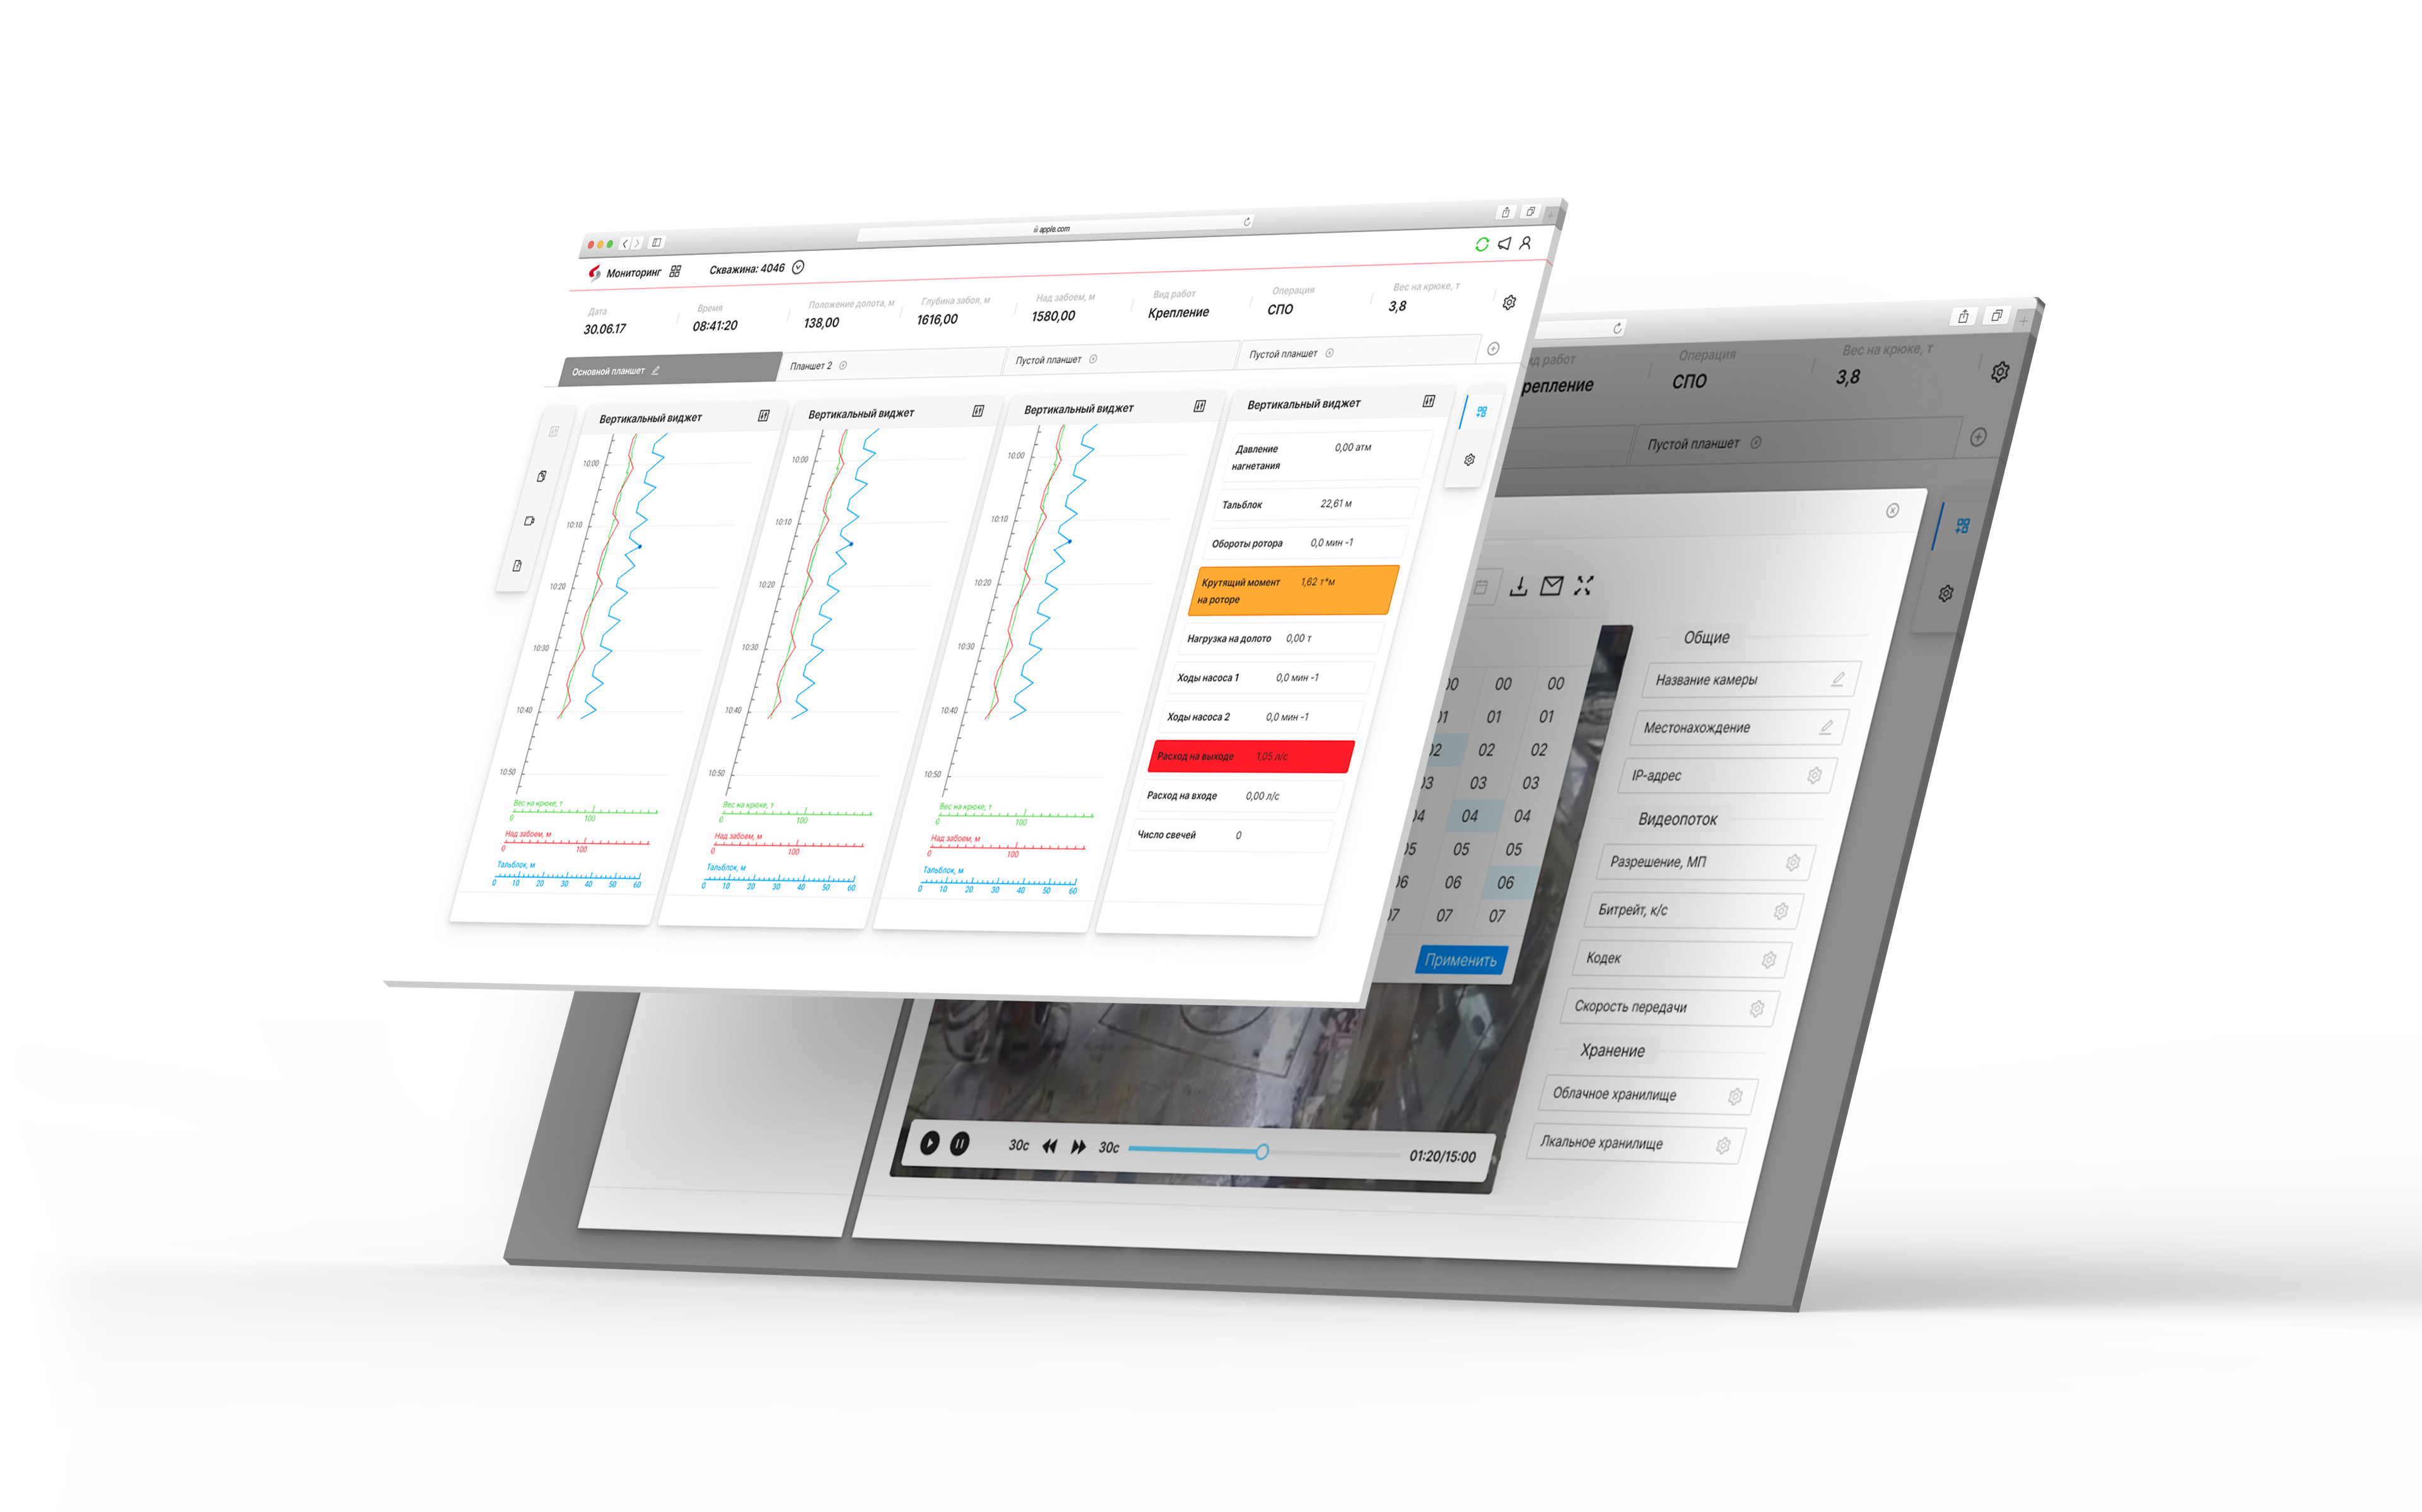 apple.com
Мониторинг
Скважина: 4046
Дата
30.06.17
Время
08:41:20
Положение долота, м
138,00
Глубина забоя, м
1616,00
Над забоем, м
1580,00
Вид работ
Крепление
Операция
СПО
Вес на крюке, т
3,8
Основной планшет
Планшет 2
Пустой планшет
Пустой планшет
Вертикальный виджет
10:00
10:10
10:20
10:30
10:40
10:50
Вес на крюке, т
0 100
Над забоем, м
0 100
Тальблок, м
0 10 20 30 40 50 60
Вертикальный виджет
10:00
10:10
10:20
10:30
10:40
10:50
Вес на крюке, т
0 100
Над забоем, м
0 100
Тальблок, м
0 10 20 30 40 50 60
Вертикальный виджет
10:00
10:10
10:20
10:30
10:40
10:50
Вес на крюке, т
0 100
Над забоем, м
0 100
Тальблок, м
0 10 20 30 40 50 60
Вертикальный виджет
Давление
нагнетания
0,00 атм
Тальблок 22,61 м
Обороты ротора 0,0 мин -1
Крутящий момент
на роторе
1,62 т*м
Нагрузка на долото 0,00 т
Ходы насоса 1 0,0 мин -1
Ходы насоса 2 0,0 мин -1
Расход на выходе 1,05 л/с
Расход на входе 0,00 л/с
Число свечей 0
ид работ
репление
Операция
СПО
Вес на крюке, т
3,8
Пустой планшет
00 00 00
01 01 01
02 02 02
03 03 03
04 04 04
05 05 05
06 06 06
07 07 07
Применить
30с
30с
01:20/15:00
Общие
Название камеры
Местонахождение
IP-адрес
Видеопоток
Разрешение, МП
Битрейт, к/с
Кодек
Скорость передачи
Хранение
Облачное хранилище
Лкальное хранилище